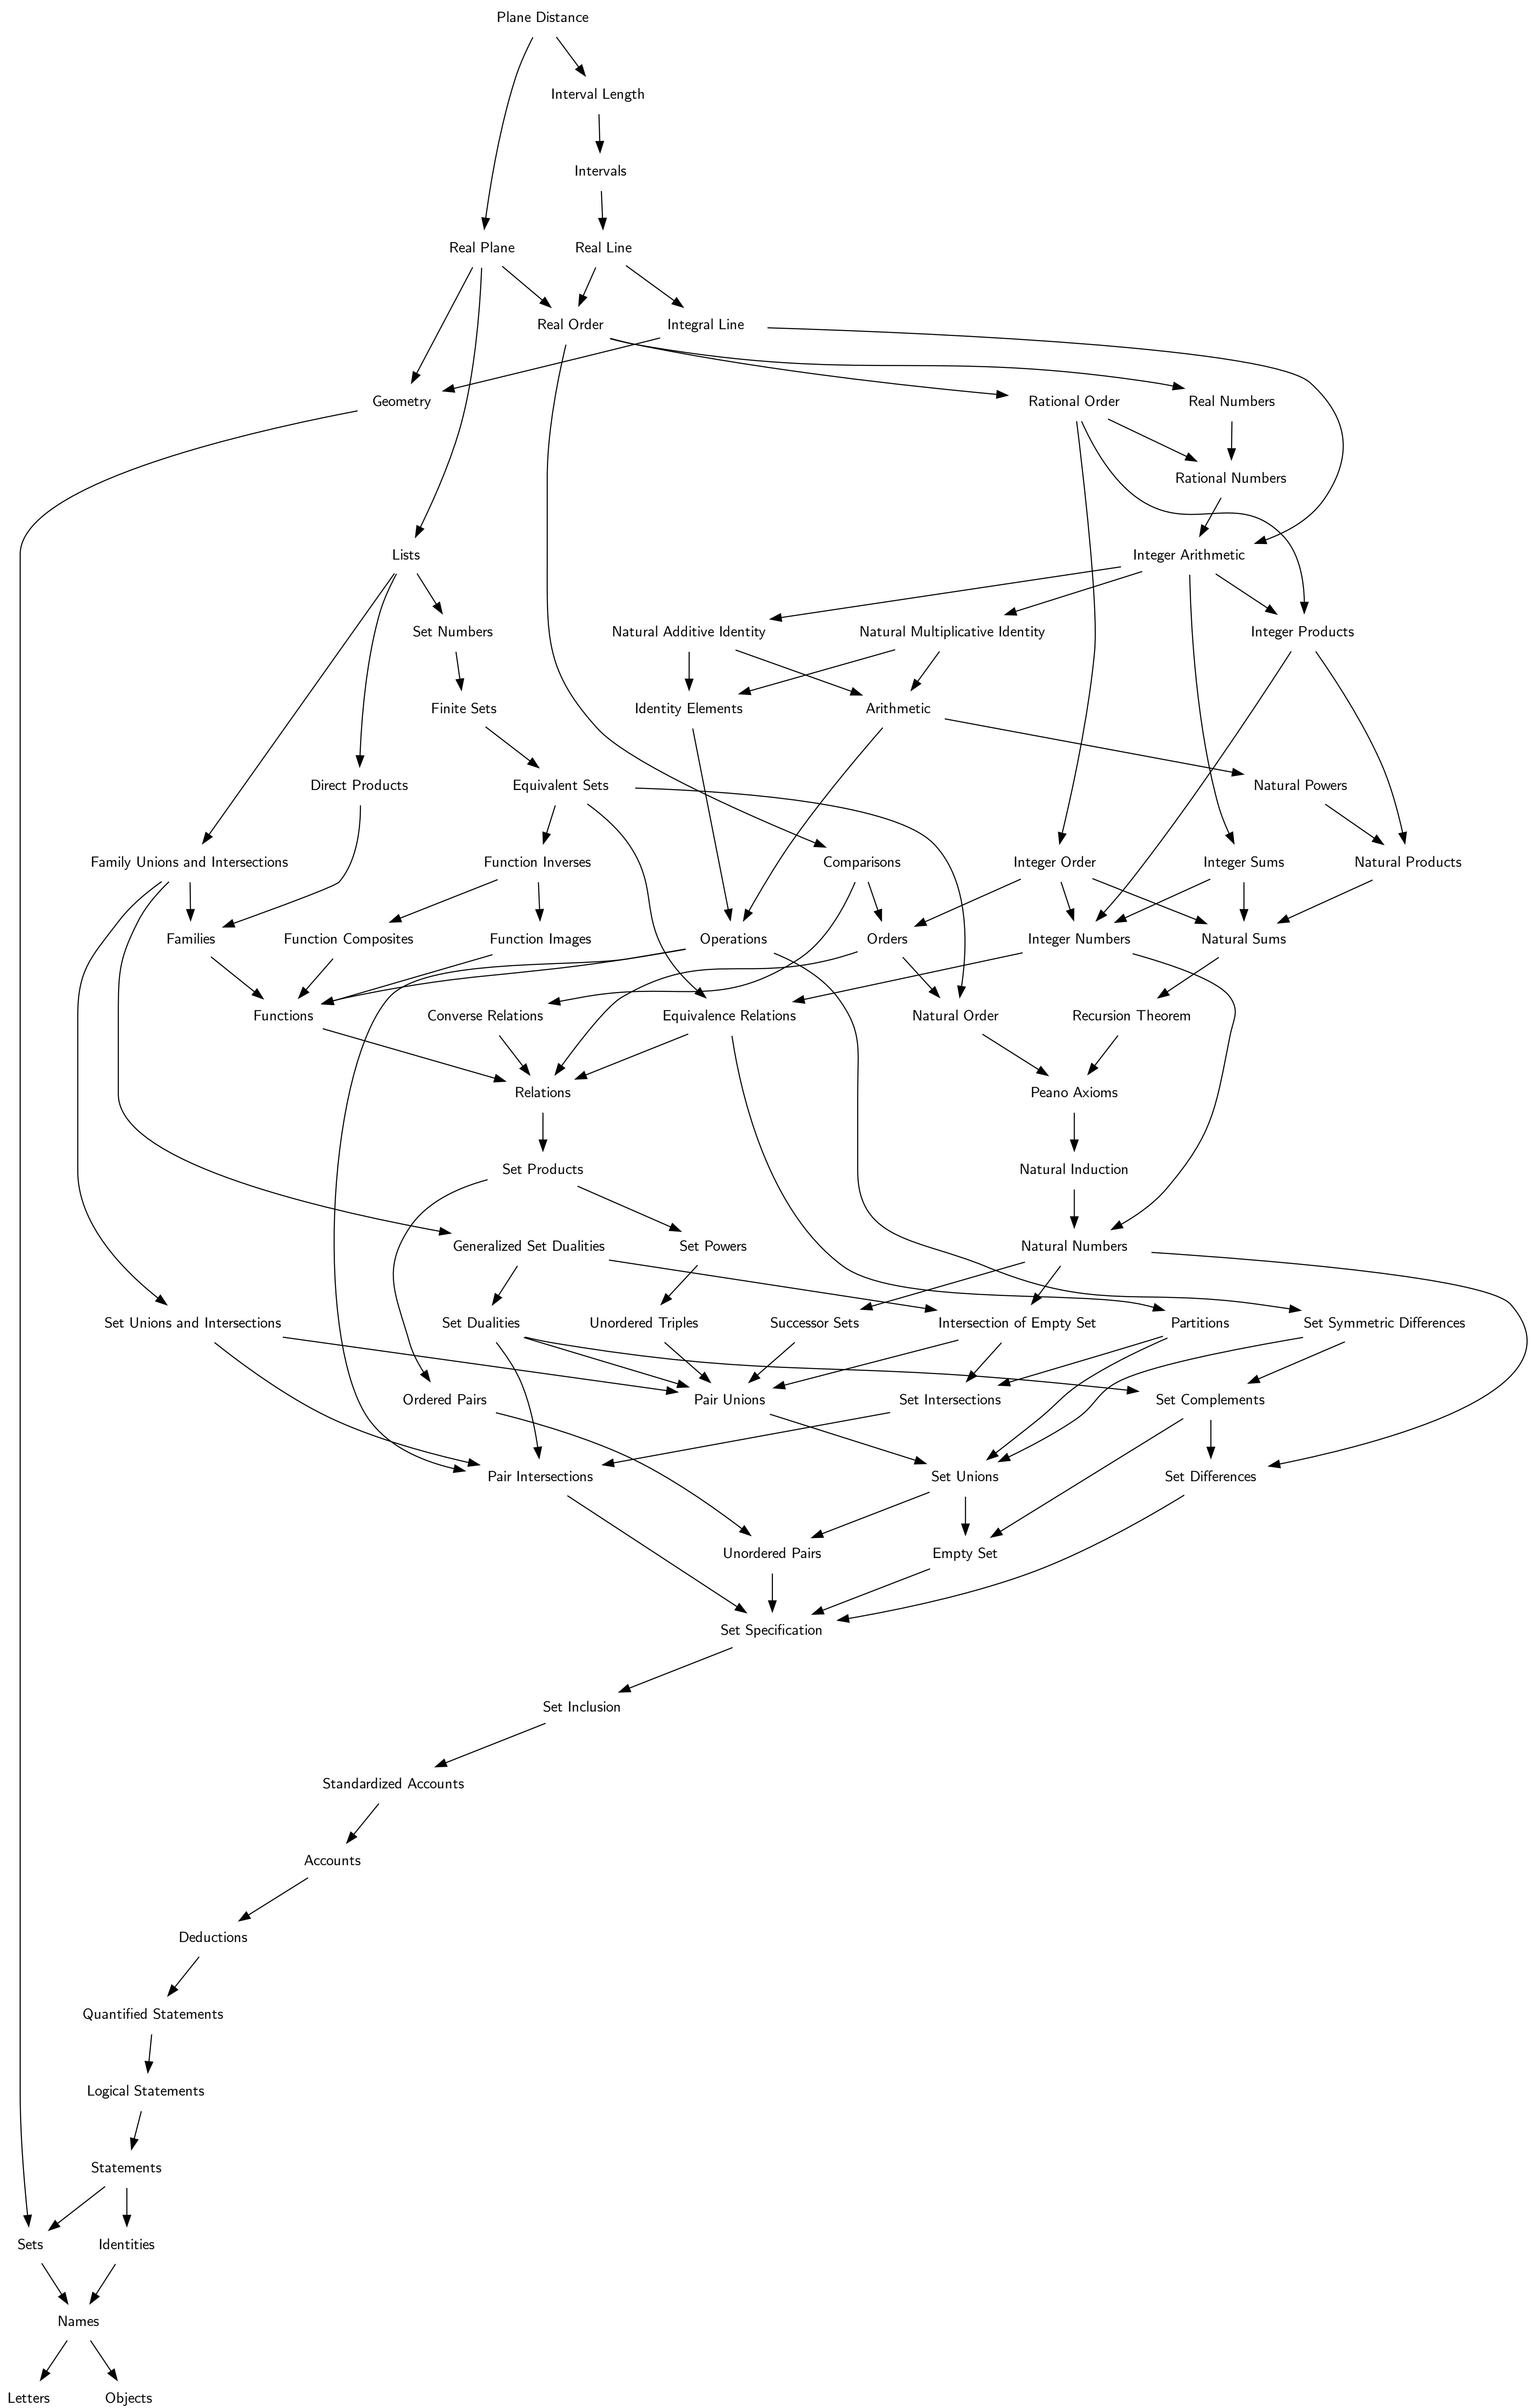 Plane Distance
Interval Length
Intervals
Real Plane
Real Line
Real Order
Integral Line
Geometry
Rational Order
Real Numbers
Rational Numbers
Lists
Integer Arithmetic
Set Numbers
Natural Additive Identity
Natural Multiplicative Identity
Integer Products
Finite Sets
Identity Elements
Arithmetic
Direct Products
Equivalent Sets
Natural Powers
Family Unions and Intersections
Function Inverses
Comparisons
Integer Order
Integer Sums
Natural Products
Families
Function Composites
Function Images
Operations
Orders
Integer Numbers
Natural Sums
Functions
Converse Relations
Equivalence Relations
Natural Order
Recursion Theorem
Relations
Peano Axioms
Set Products
Natural Induction
Generalized Set Dualities
Set Powers
Natural Numbers
Set Unions and Intersections
Set Dualities
Unordered Triples
Successor Sets
Intersection of Empty Set
Partitions
Set Symmetric Differences
Ordered Pairs
Pair Unions
Set Intersections
Set Complements
Pair Intersections
Set Unions
Set Differences
Unordered Pairs
Empty Set
Set Specification
Set Inclusion
Standardized Accounts
Accounts
Deductions
Quantified Statements
Logical Statements
Statements
Sets
Identities
Names
Letters
Objects